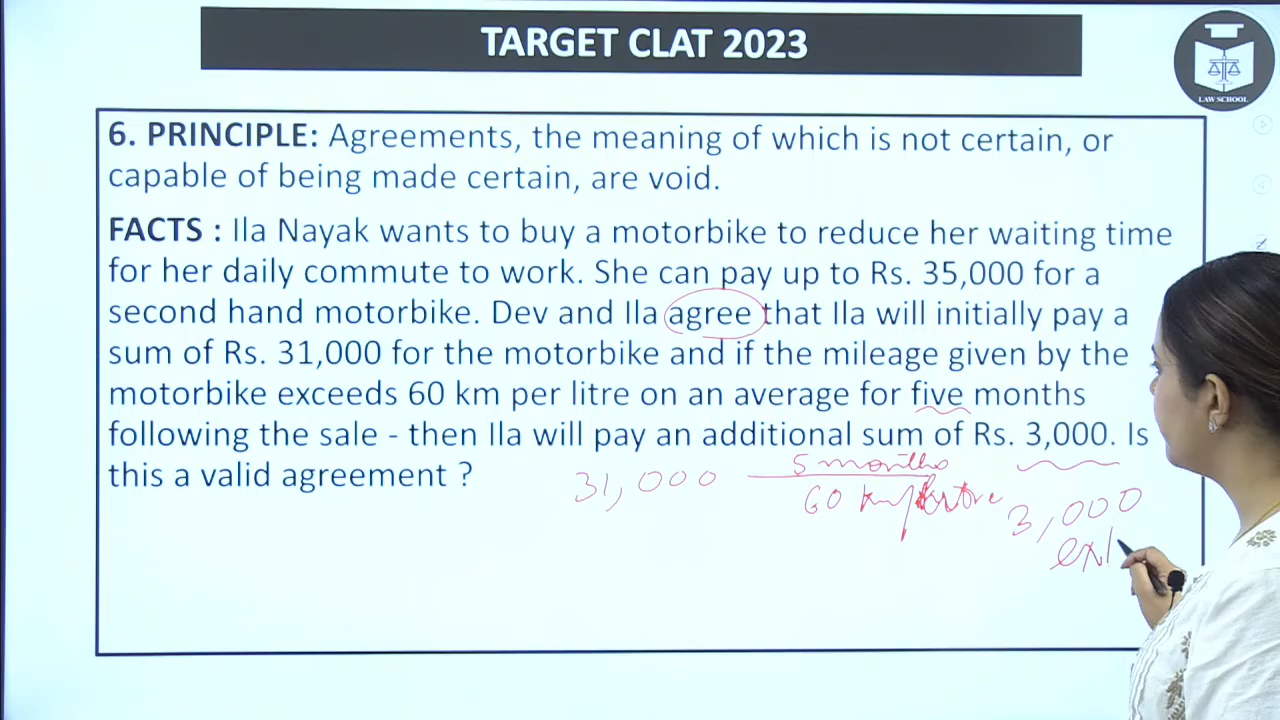 TARGET CLAT 2023
LAW SCHOOL
6. PRINCIPLE: Agreements, the meaning of which is not certain, or
capable of being made certain, are void.
FACTS : Ila Nayak wants to buy a motorbike to reduce her waiting time
for her daily commute to work. She can pay up to Rs. 35,000 for a
second hand motorbike. Dev and Ila agree that Ila will initially pay a
sum of Rs. 31,000 for the motorbike and if the mileage given by the
motorbike exceeds 60 km per litre on an average for five months
following the sale - then Ila will pay an additional sum of Rs. 3,000. Is
this a valid agreement ?
31,000
5 months
60 km/
3,000